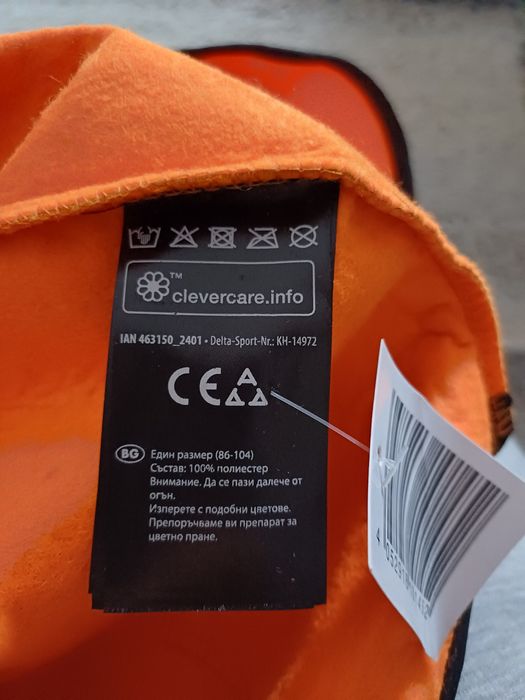 ™
clevercare.info
IAN 463150_2401 • Delta-Sport-Nr.: KH-14972
CE
BG Един размер (86-104)
Състав: 100% полиестер
Внимание. Да се пази далече от
огън.
Изперете с подобни цветове.
Препоръчваме ви препарат за
цветно пране.